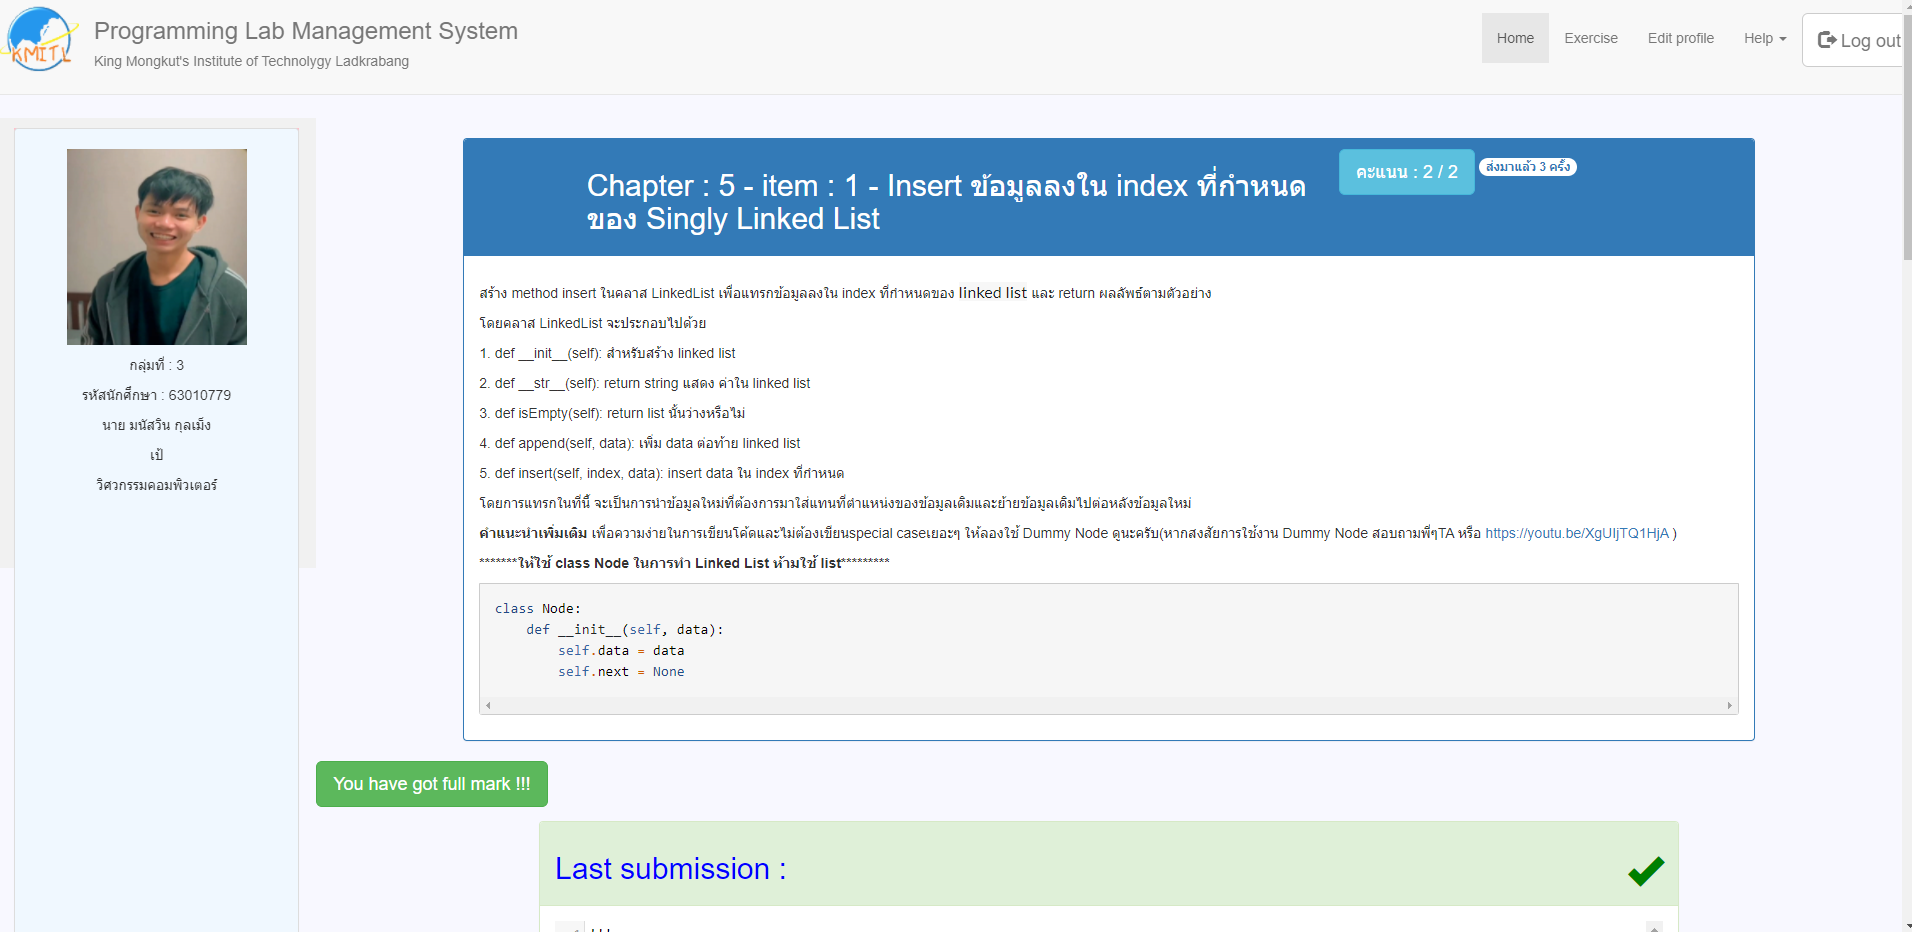 KMITL
Programming Lab Management System
King Mongkut's Institute of Technolygy Ladkrabang
Home
Exercise
Edit profile
Help
Log out
กลุ่มที่ : 3
รหัสนักศึกษา : 63010779
นาย มนัสวิน กุลเม็ง
เป้
วิศวกรรมคอมพิวเตอร์
Chapter : 5 - item : 1 - Insert ข้อมูลลงใน index ที่กำหนด
ของ Singly Linked List
คะแนน : 2 / 2
ส่งมาแล้ว 3 ครั้ง
สร้าง method insert ในคลาส LinkedList เพื่อแทรกข้อมูลลงใน index ที่กำหนดของ linked list และ return ผลลัพธ์ตามตัวอย่าง
โดยคลาส LinkedList จะประกอบไปด้วย
1. def __init__(self): สำหรับสร้าง linked list
2. def __str__(self): return string แสดง ค่าใน linked list
3. def isEmpty(self): return list นั้นว่างหรือไม่
4. def append(self, data): เพิ่ม data ต่อท้าย linked list
5. def insert(self, index, data): insert data ใน index ที่กำหนด
โดยการแทรกในที่นี้ จะเป็นการนำข้อมูลใหม่ที่ต้องการมาใส่แทนที่ตำแหน่งของข้อมูลเดิมและย้ายข้อมูลเดิมไปต่อหลังข้อมูลใหม่
คำแนะนำเพิ่มเติม เพื่อความง่ายในการเขียนโค้ดและไม่ต้องเขียนspecial caseเยอะๆ ให้ลองใช้ Dummy Node ดูนะครับ(หากสงสัยการใช้งาน Dummy Node สอบถามพี่ๆTA หรือ https://youtu.be/XgUIjTQ1HjA )
*******ให้ใช้ class Node ในการทำ Linked List ห้ามใช้ list*********
class Node:
def __init__(self, data):
self.data = data
self.next = None
You have got full mark !!!
Last submission :